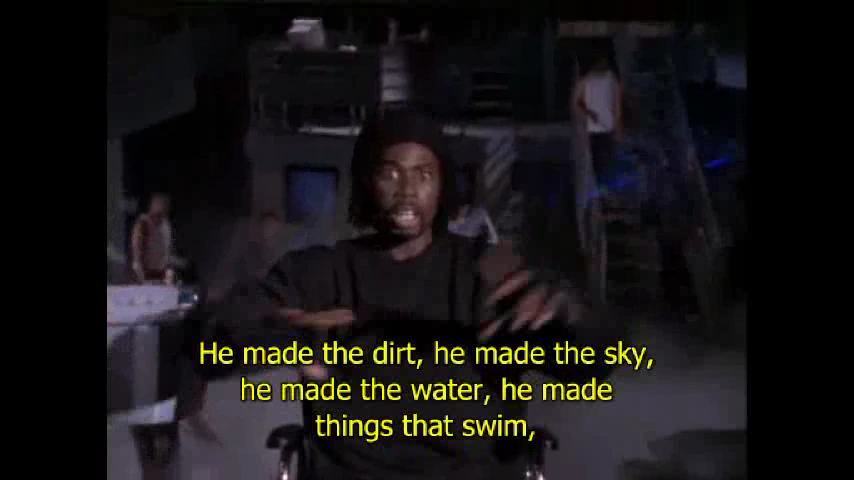 He made the dirt, he made the sky,
he made the water, he made
things that swim,